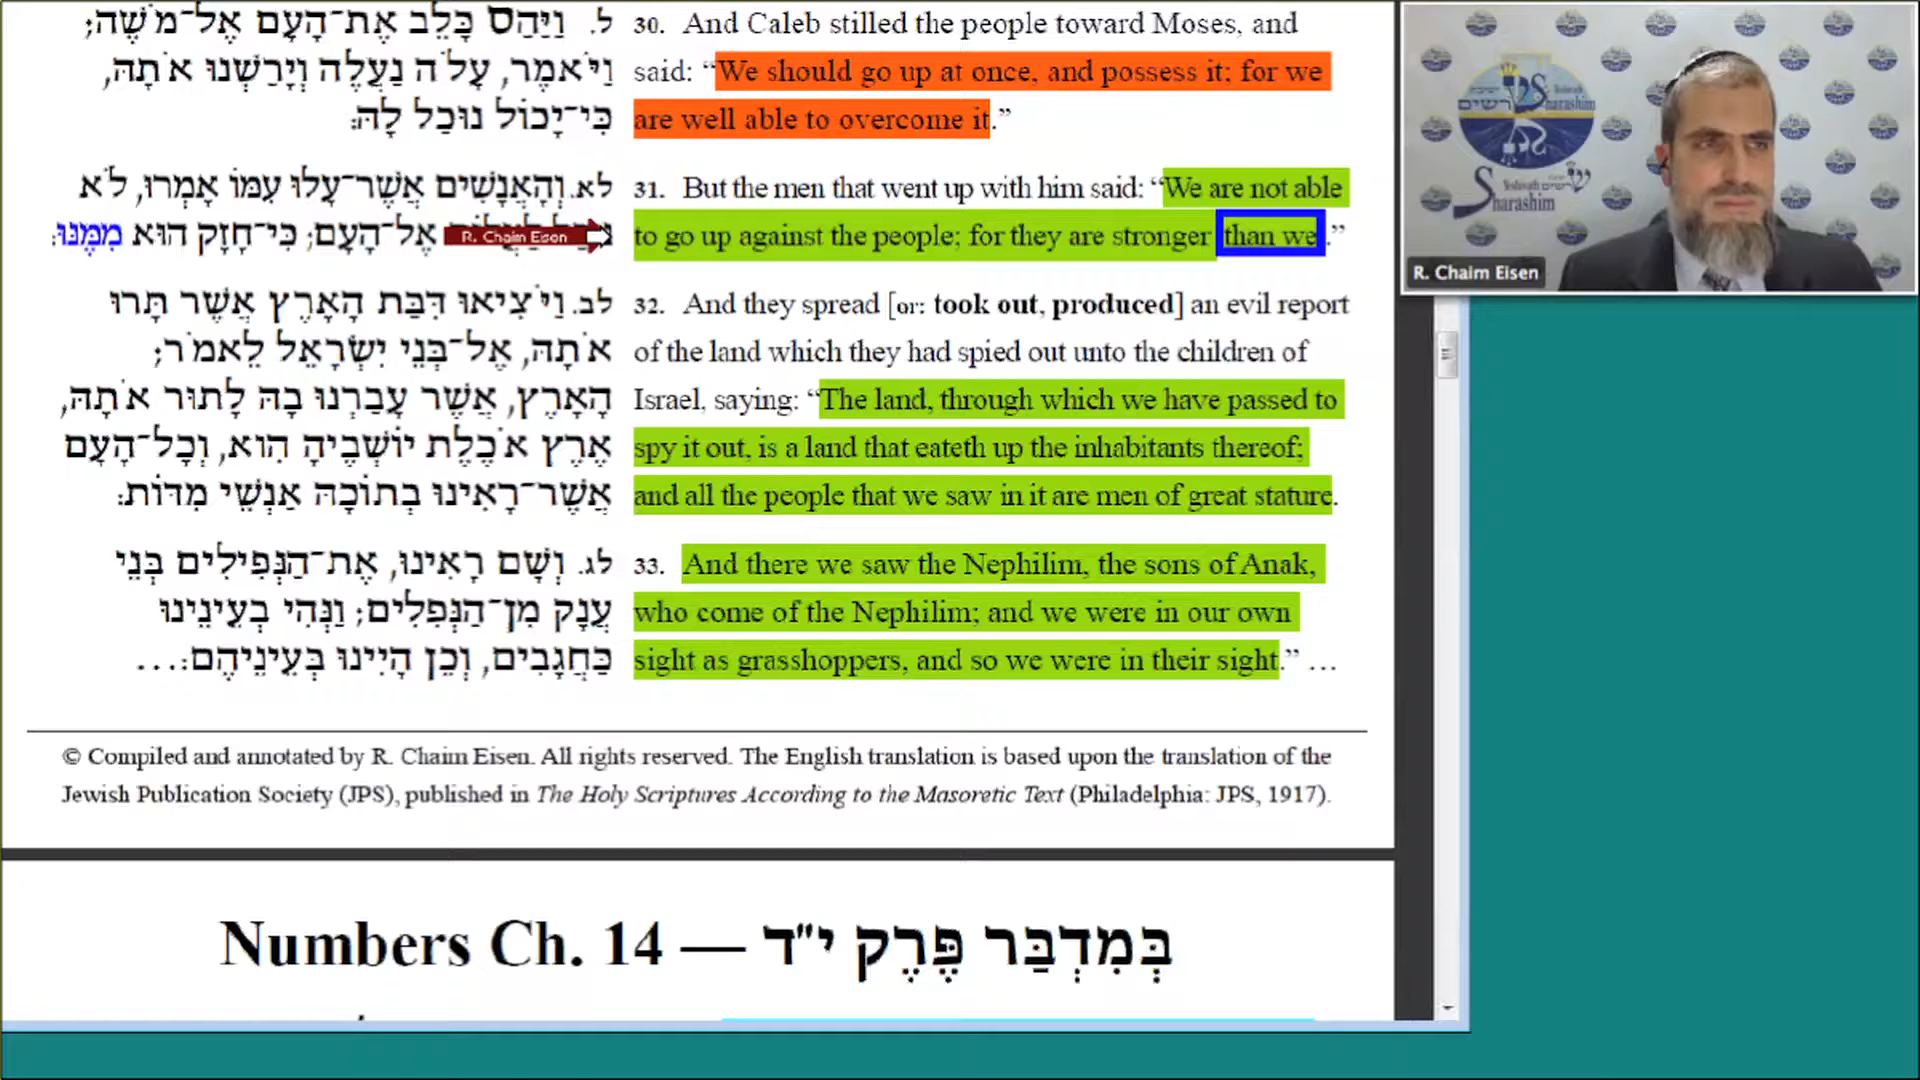 ל. וַיַּהַס כָּלֵב אֶת־הָעָם אֶל־מֹשֶׁה;
וַיֹּאמֶר, עָלֹה נַעֲלֶה וְיָרַשְׁנוּ אֹתָהּ,
כִּי־יָכוֹל נוּכַל לָהּ:
30. And Caleb stilled the people toward Moses, and
said: “We should go up at once, and possess it; for we
are well able to overcome it.”
לא. וְהָאֲנָשִׁים אֲשֶׁר־עָלוּ עִמּוֹ אָמְרוּ, לֹא
אֶל־הָעָם; כִּי־חָזָק הוּא מִמֶּנּוּ:
R. Chaim Eisen
31. But the men that went up with him said: “We are not able
to go up against the people; for they are stronger than we.”
לב. וַיֹּצִיאוּ דִּבַּת הָאָרֶץ אֲשֶׁר תָּרוּ
אֹתָהּ, אֶל־בְּנֵי יִשְׂרָאֵל לֵאמֹר;
הָאָרֶץ, אֲשֶׁר עָבַרְנוּ בָהּ לָתוּר אֹתָהּ,
אֶרֶץ אֹכֶלֶת יוֹשְׁבֶיהָ הִוא, וְכָל־הָעָם
אֲשֶׁר־רָאִינוּ בְתוֹכָהּ אַנְשֵׁי מִדּוֹת:
32. And they spread [or: took out, produced] an evil report
of the land which they had spied out unto the children of
Israel, saying: “The land, through which we have passed to
spy it out, is a land that eateth up the inhabitants thereof;
and all the people that we saw in it are men of great stature.
לג. וְשָׁם רָאִינוּ, אֶת־הַנְּפִילִים בְּנֵי
עֲנָק מִן־הַנְּפִלִים; וַנְּהִי בְעֵינֵינוּ
כַּחֲגָבִים, וְכֵן הָיִינוּ בְּעֵינֵיהֶם:...
33. And there we saw the Nephilim, the sons of Anak,
who come of the Nephilim; and we were in our own
sight as grasshoppers, and so we were in their sight.” ...
© Compiled and annotated by R. Chaim Eisen. All rights reserved. The English translation is based upon the translation of the
Jewish Publication Society (JPS), published in The Holy Scriptures According to the Masoretic Text (Philadelphia: JPS, 1917).
Numbers Ch. 14 — בְּמִדְבַּר פֶּרֶק י"ד
Yeshivath
Sharashim
שרשים
Yeshivath שרשים
Sharashim
R. Chaim Eisen